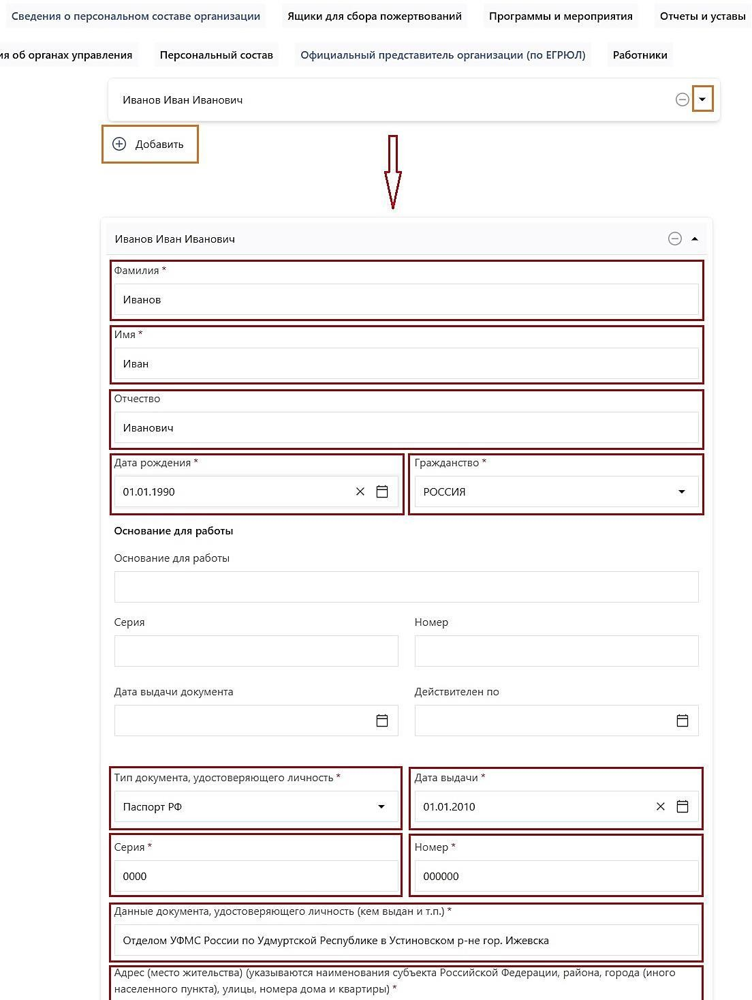 Сведения о персональном составе организации Ящики для сбора пожертвований Программы и мероприятия Отчеты и уставы
ия об органах управления Персональный состав Официальный представитель организации (по ЕГРЮЛ) Работники
Иванов Иван Иванович
Добавить
Иванов Иван Иванович
Фамилия *
Иванов
Имя *
Иван
Отчество
Иванович
Дата рождения * Гражданство *
01.01.1990 РОССИЯ
Основание для работы
Основание для работы
Серия Номер
Дата выдачи документа Действителен по
Тип документа, удостоверяющего личность * Дата выдачи *
Паспорт РФ 01.01.2010
Серия * Номер *
0000 000000
Данные документа, удостоверяющего личность (кем выдан и т.п.) *
Отделом УФМС России по Удмуртской Республике в Устиновском р-не гор. Ижевска
Адрес (место жительства) (указываются наименования субъекта Российской Федерации, района, города (иного
населенного пункта), улицы, номера дома и квартиры) *